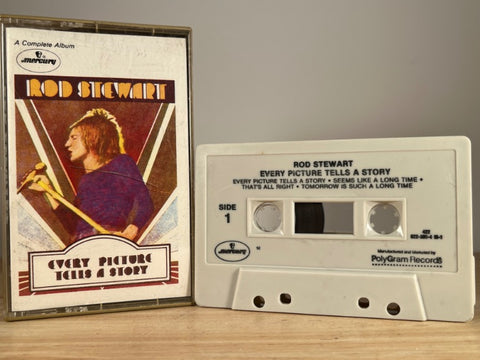 A Complete Album
mercury
ROD STEWART
EVERY PICTURE
TELLS A STORY
ROD STEWART
EVERY PICTURE TELLS A STORY
EVERY PICTURE TELLS A STORY • SEEMS LIKE A LONG TIME •
THAT'S ALL RIGHT • TOMORROW IS SUCH A LONG TIME
SIDE
1
mercury
Manufactured and Marketed by
PolyGram Records